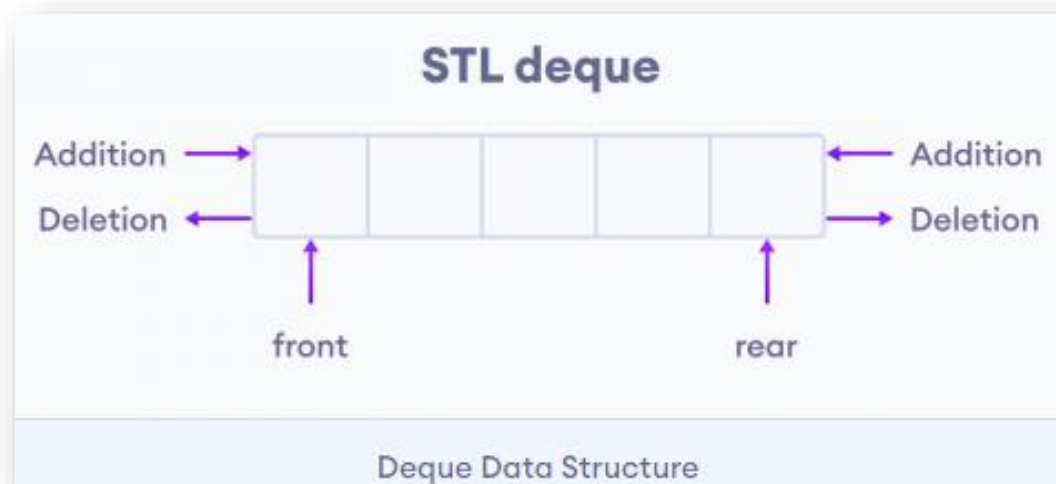 STL deque
Addition
Addition
Deletion
Deletion
front
rear
Deque Data Structure